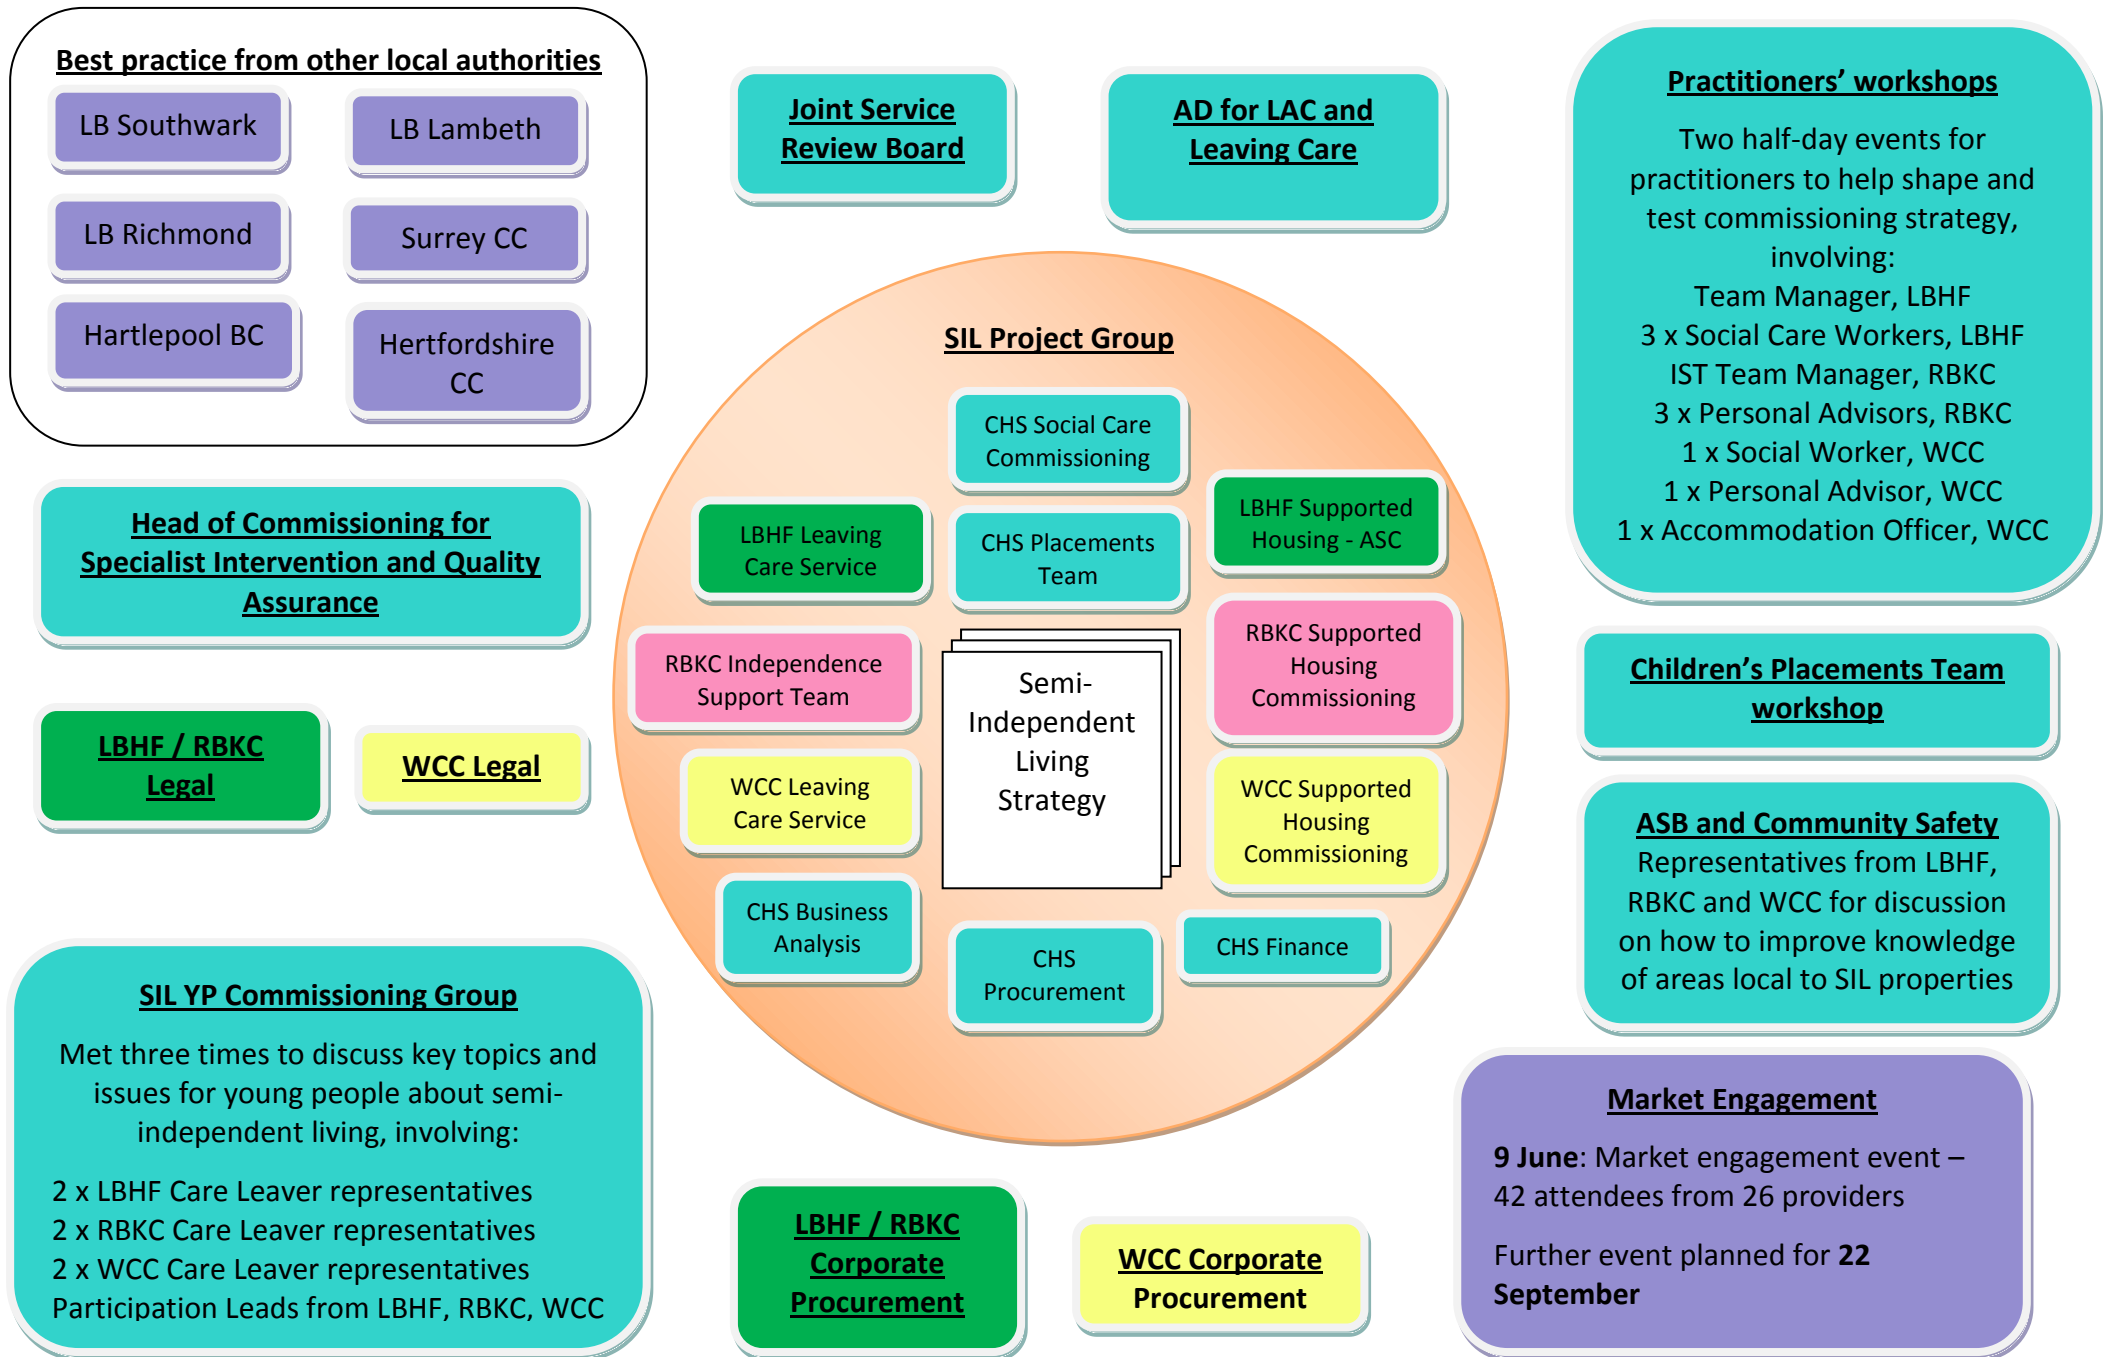 Best practice from other local authorities
LB Southwark
LB Lambeth
LB Richmond
Surrey CC
Hartlepool BC
Hertfordshire
CC
Joint Service
Review Board
AD for LAC and
Leaving Care
Practitioners’ workshops
Two half-day events for
practitioners to help shape and
test commissioning strategy,
involving:
Team Manager, LBHF
3 x Social Care Workers, LBHF
IST Team Manager, RBKC
3 x Personal Advisors, RBKC
1 x Social Worker, WCC
1 x Personal Advisor, WCC
1 x Accommodation Officer, WCC
Head of Commissioning for
Specialist Intervention and Quality
Assurance
LBHF / RBKC
Legal
WCC Legal
SIL Project Group
CHS Social Care
Commissioning
LBHF Leaving
Care Service
CHS Placements
Team
LBHF Supported
Housing - ASC
RBKC Independence
Support Team
Semi-
Independent
Living
Strategy
RBKC Supported
Housing
Commissioning
WCC Leaving
Care Service
WCC Supported
Housing
Commissioning
CHS Business
Analysis
CHS
Procurement
CHS Finance
Children’s Placements Team
workshop
ASB and Community Safety
Representatives from LBHF,
RBKC and WCC for discussion
on how to improve knowledge
of areas local to SIL properties
SIL YP Commissioning Group
Met three times to discuss key topics and
issues for young people about semi-
independent living, involving:
2 x LBHF Care Leaver representatives
2 x RBKC Care Leaver representatives
2 x WCC Care Leaver representatives
Participation Leads from LBHF, RBKC, WCC
LBHF / RBKC
Corporate
Procurement
WCC Corporate
Procurement
Market Engagement
9 June: Market engagement event –
42 attendees from 26 providers
Further event planned for 22
September